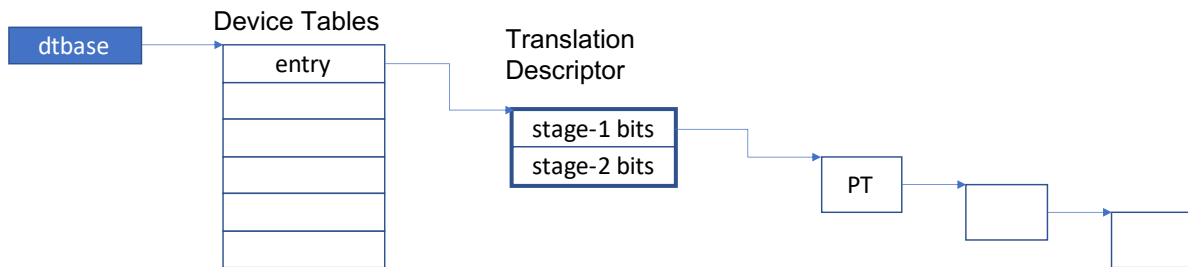 dtbase
Device Tables
entry
Translation
Descriptor
stage-1 bits
stage-2 bits
PT